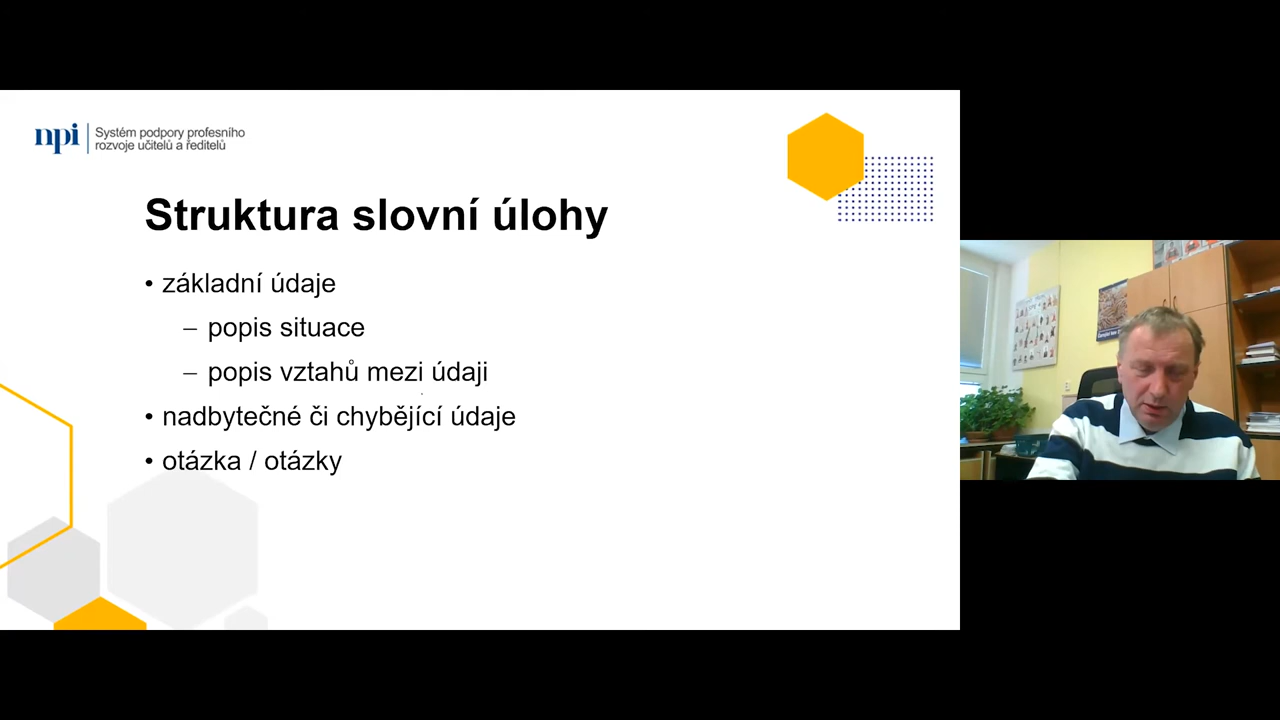 npi
Systém podpory profesního
rozvoje učitelů a ředitelů
Struktura slovní úlohy
• základní údaje
– popis situace
– popis vztahů mezi údaji
• nadbytečné či chybějící údaje
• otázka / otázky